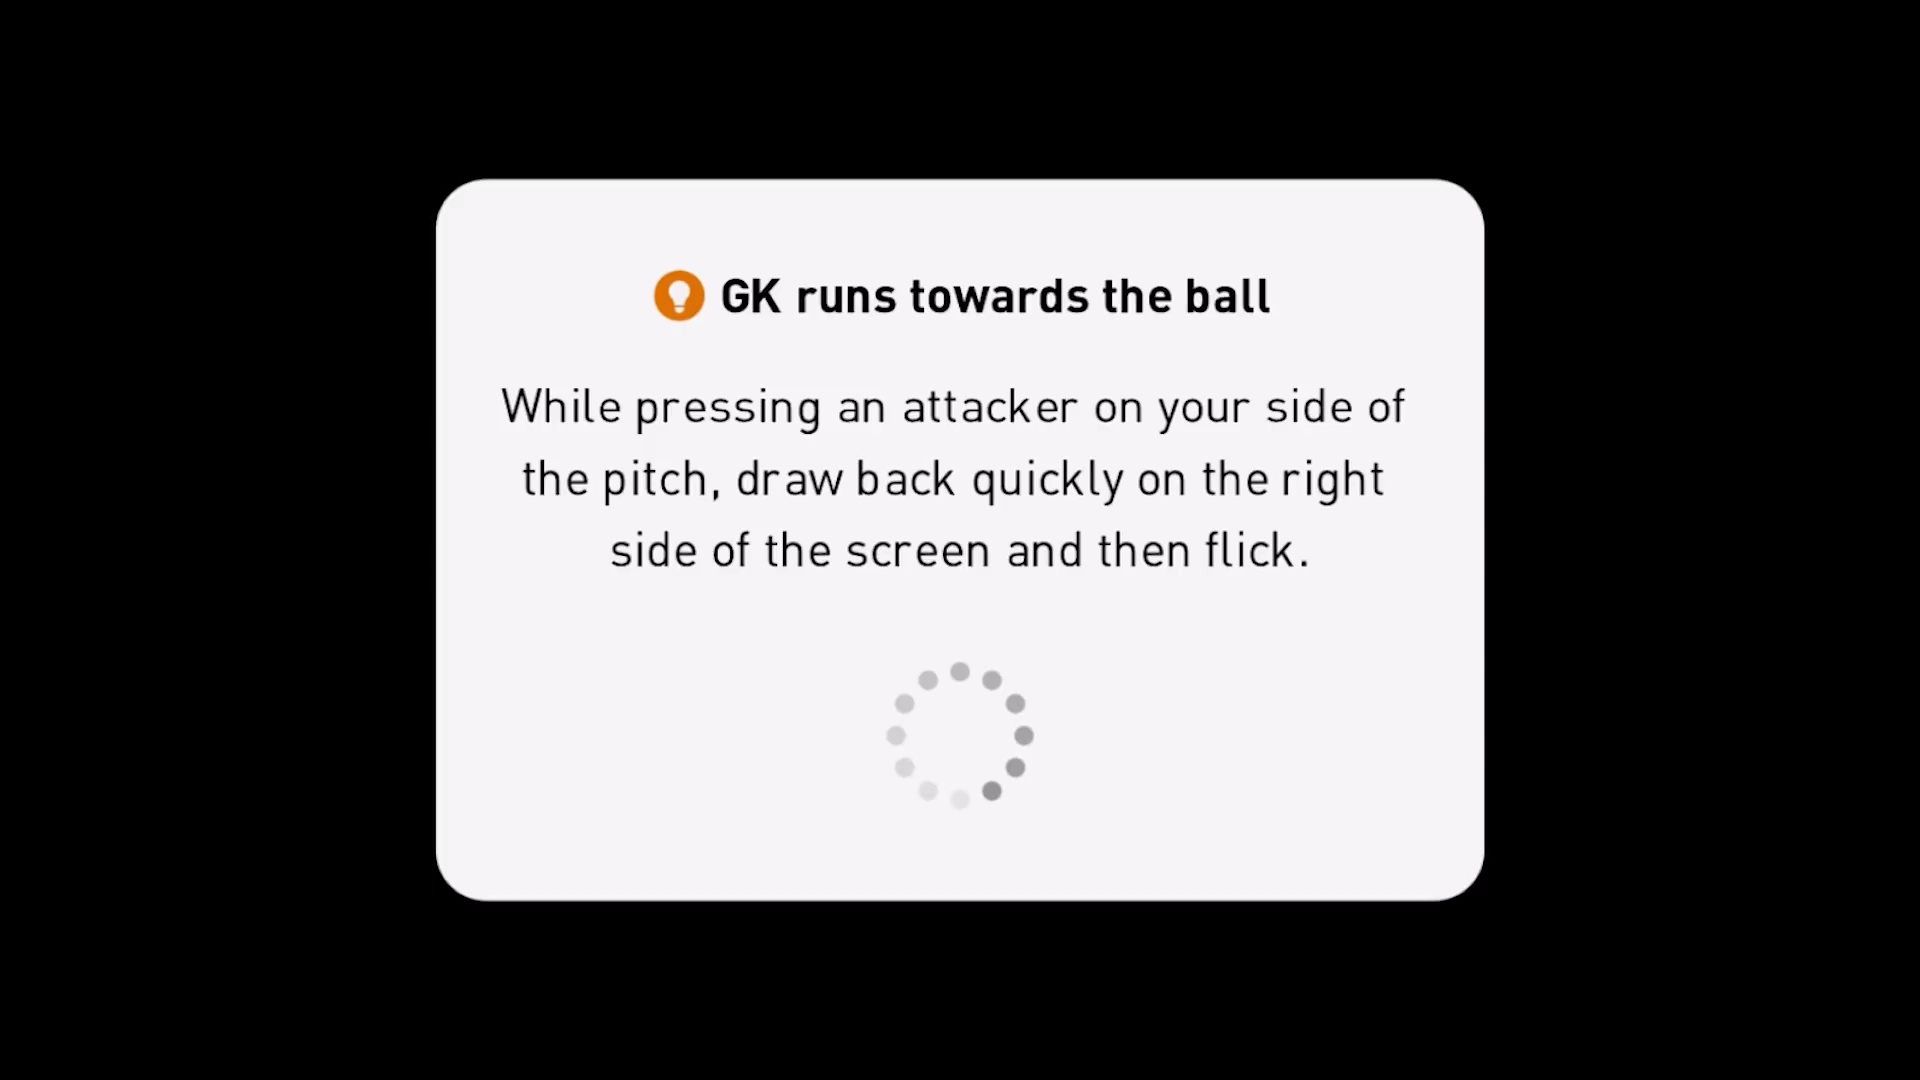 GK runs towards the ball
While pressing an attacker on your side of
the pitch, draw back quickly on the right
side of the screen and then flick.